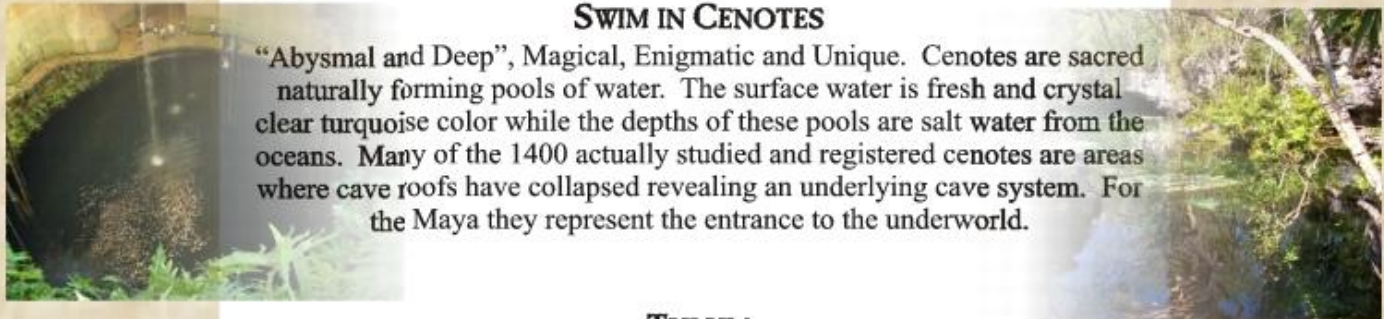 SWIM IN CENOTES
“Abysmal and Deep”, Magical, Enigmatic and Unique.  Cenotes are sacred
naturally forming pools of water.  The surface water is fresh and crystal
clear turquoise color while the depths of these pools are salt water from the
oceans.  Many of the 1400 actually studied and registered cenotes are areas
where cave roofs have collapsed revealing an underlying cave system.  For
the Maya they represent the entrance to the underworld.